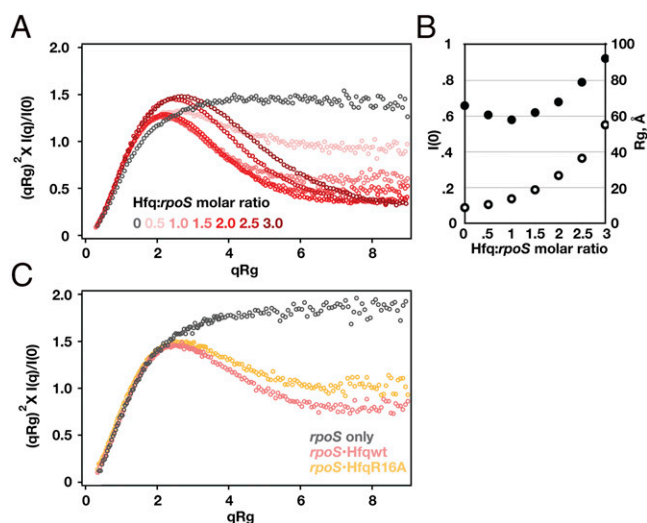 A
2.0
1.5
1.0
0.5
0
(qRg)² X I(q)/I(0)
Hfq:rpoS molar ratio
0 0.5 1.0 1.5 2.0 2.5 3.0
0 2 4 6 8
qRg
B
1
.8
.6
.4
.2
0
I(0)
100
80
60
40
20
0
Rg, Å
0 .5 1 1.5 2 2.5 3
Hfq:rpoS molar ratio
C
2.0
1.5
1.0
0.5
0
(qRg)² X I(q)/I(0)
rpoS only
rpoS·Hfqwt
rpoS·HfqR16A
0 2 4 6 8
qRg